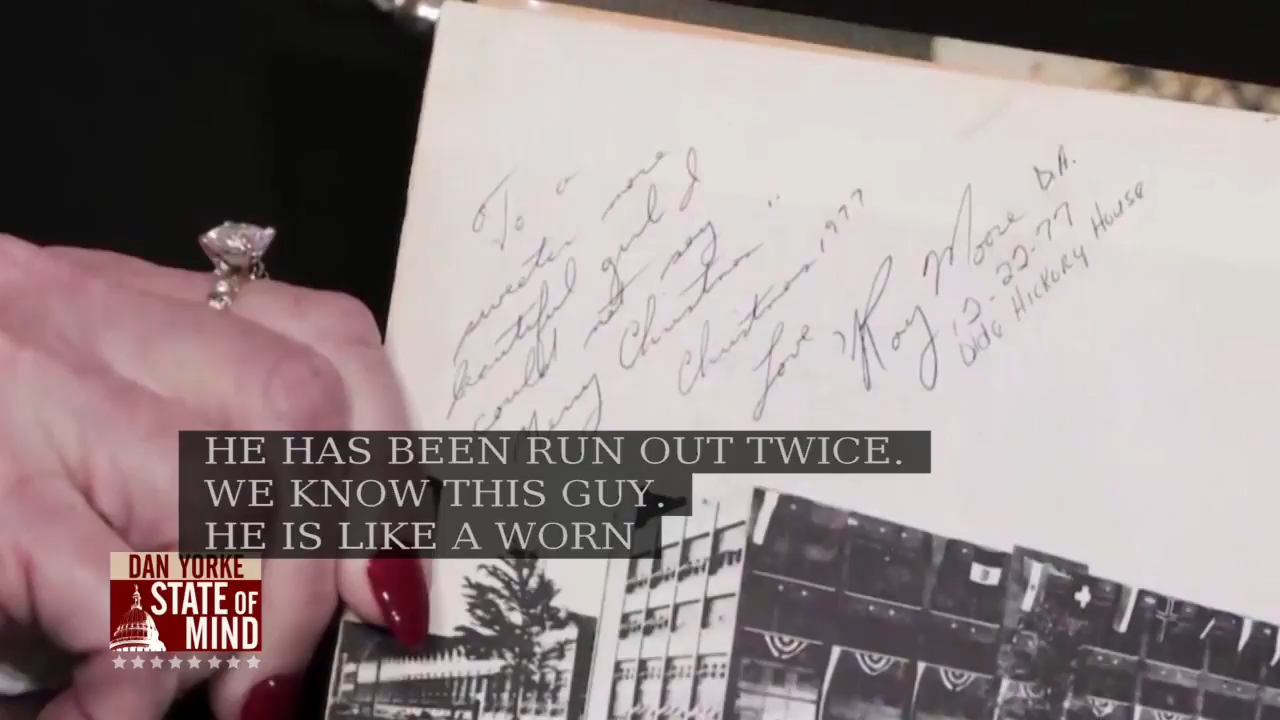 To a more
sweeter
beautiful girl I
could not say "
Merry Christmas
Christmas 1977
Love
Roy Moore D.A.
12-22-77
Olde Hickory House
HE HAS BEEN RUN OUT TWICE.
WE KNOW THIS GUY.
HE IS LIKE A WORN
DAN YORKE
STATE OF
MIND